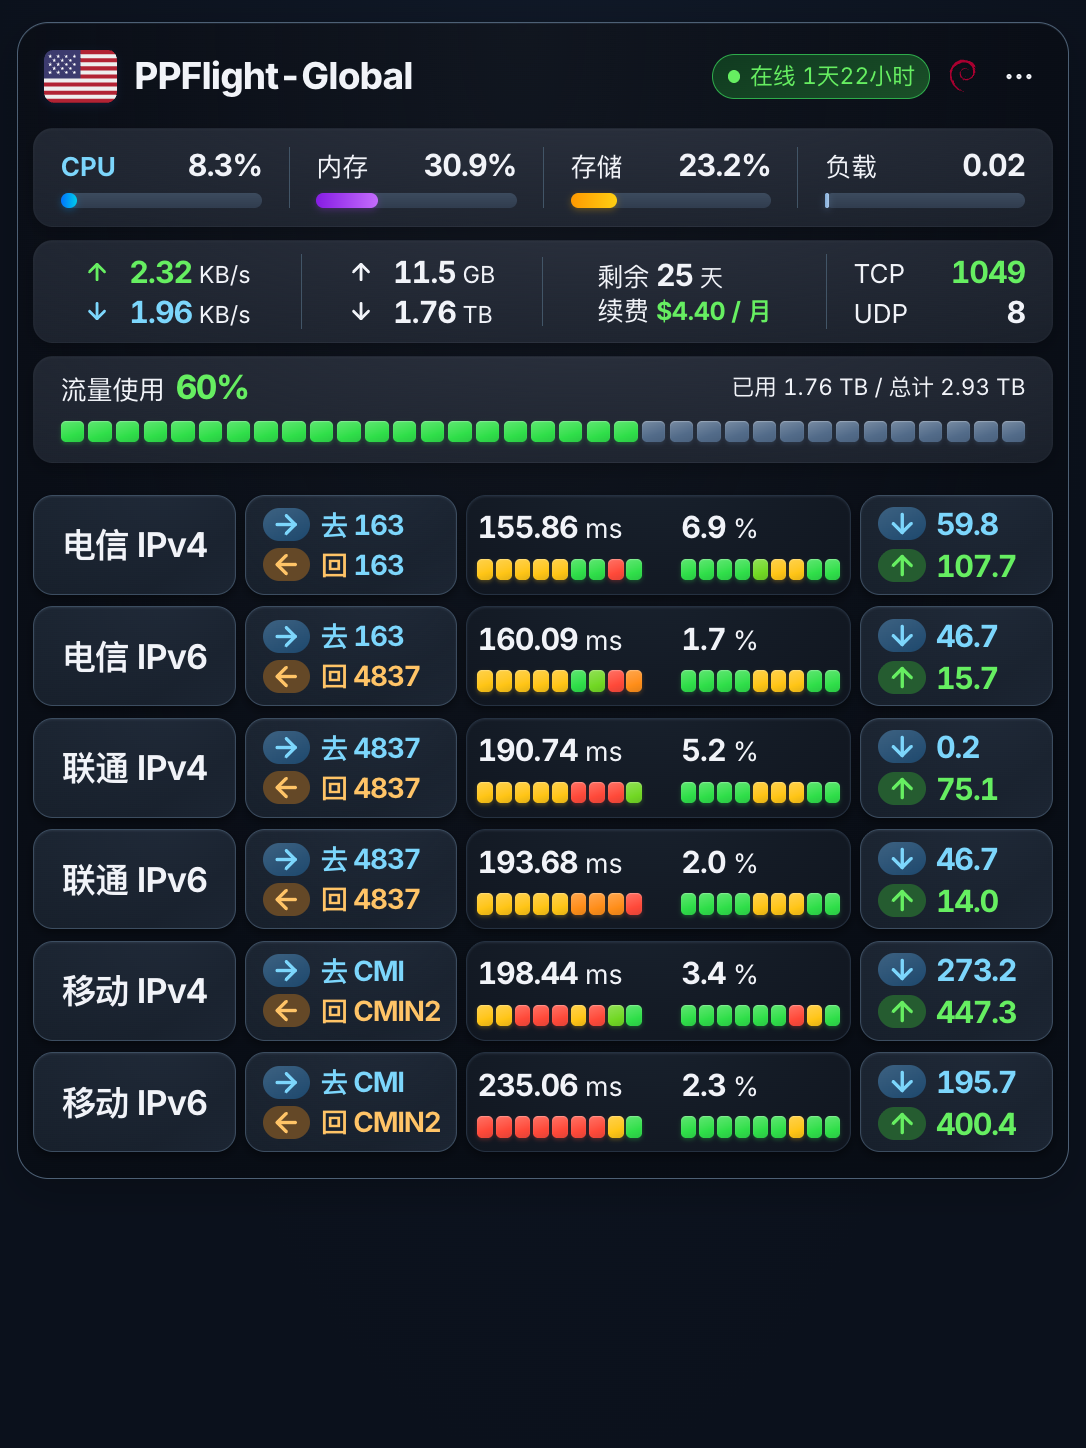 PPFlight-Global
在线 1天22小时
CPU 8.3%
内存 30.9%
存储 23.2%
负载 0.02
↑ 2.32 KB/s
↓ 1.96 KB/s
↑ 11.5 GB
↓ 1.76 TB
剩余 25 天
续费 $4.40 / 月
TCP 1049
UDP 8
流量使用 60%
已用 1.76 TB / 总计 2.93 TB
电信 IPv4
→ 去 163
← 回 163
155.86 ms
6.9 %
↓ 59.8
↑ 107.7
电信 IPv6
→ 去 163
← 回 4837
160.09 ms
1.7 %
↓ 46.7
↑ 15.7
联通 IPv4
→ 去 4837
← 回 4837
190.74 ms
5.2 %
↓ 0.2
↑ 75.1
联通 IPv6
→ 去 4837
← 回 4837
193.68 ms
2.0 %
↓ 46.7
↑ 14.0
移动 IPv4
→ 去 CMI
← 回 CMIN2
198.44 ms
3.4 %
↓ 273.2
↑ 447.3
移动 IPv6
→ 去 CMI
← 回 CMIN2
235.06 ms
2.3 %
↓ 195.7
↑ 400.4